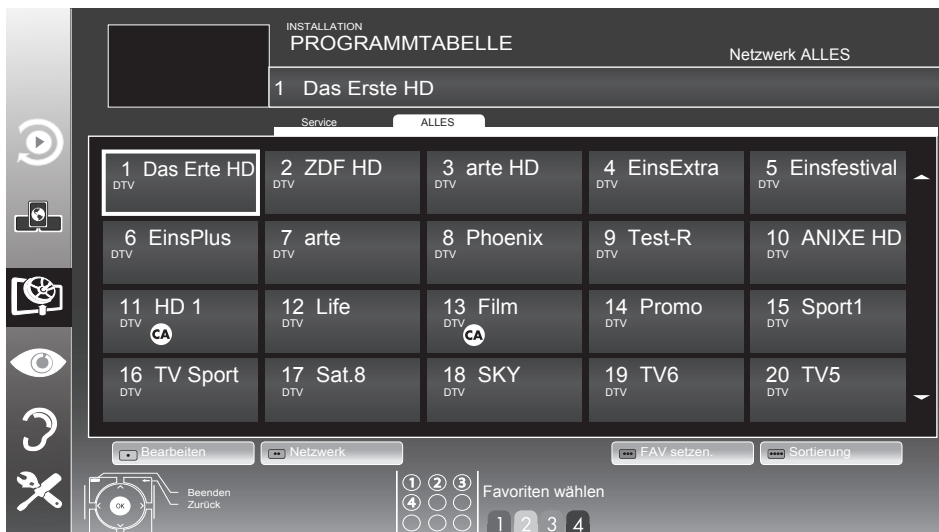 INSTALLATION
PROGRAMMTABELLE
Netzwerk ALLES
1 Das Erste HD
Service ALLES
1 Das Erte HD 2 ZDF HD 3 arte HD 4 EinsExtra 5 Einsfestival
DTV DTV DTV DTV DTV
6 EinsPlus 7 arte 8 Phoenix 9 Test-R 10 ANIXE HD
DTV DTV DTV DTV DTV
11 HD 1 12 Life 13 Film 14 Promo 15 Sport1
DTV DTV DTV DTV DTV
CA CA
16 TV Sport 17 Sat.8 18 SKY 19 TV6 20 TV5
DTV DTV DTV DTV DTV
Bearbeiten Netzwerk FAV setzen. Sortierung
Beenden
Zurück
OK
1 2 3
4
Favoriten wählen
1 2 3 4